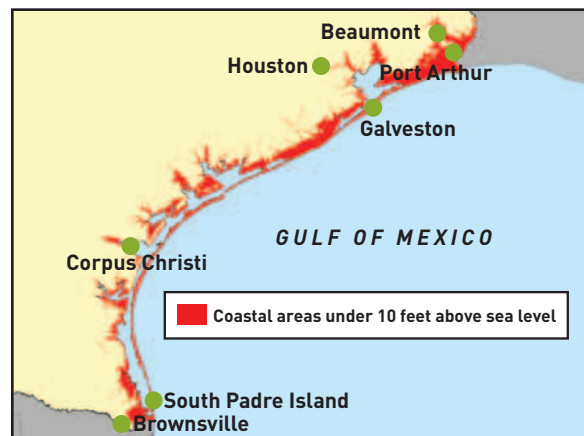 Beaumont
Houston
Port Arthur
Galveston
GULF OF MEXICO
Corpus Christi
Coastal areas under 10 feet above sea level
South Padre Island
Brownsville